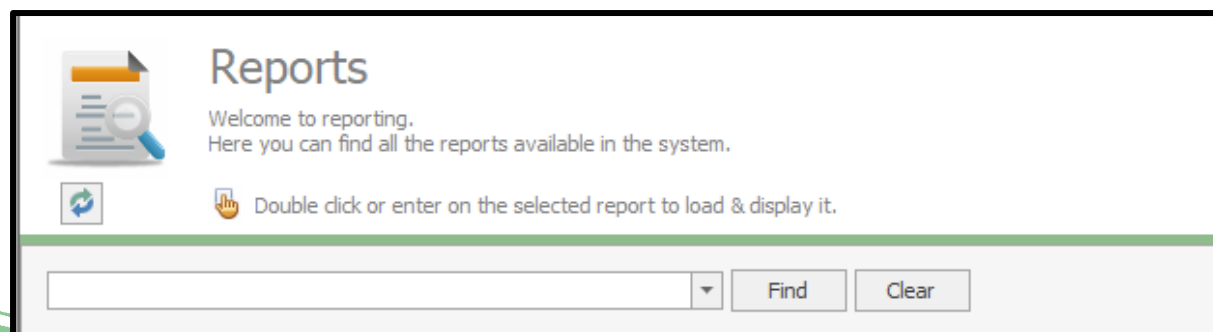 Reports
Welcome to reporting.
Here you can find all the reports available in the system.
Double click or enter on the selected report to load & display it.
Find
Clear